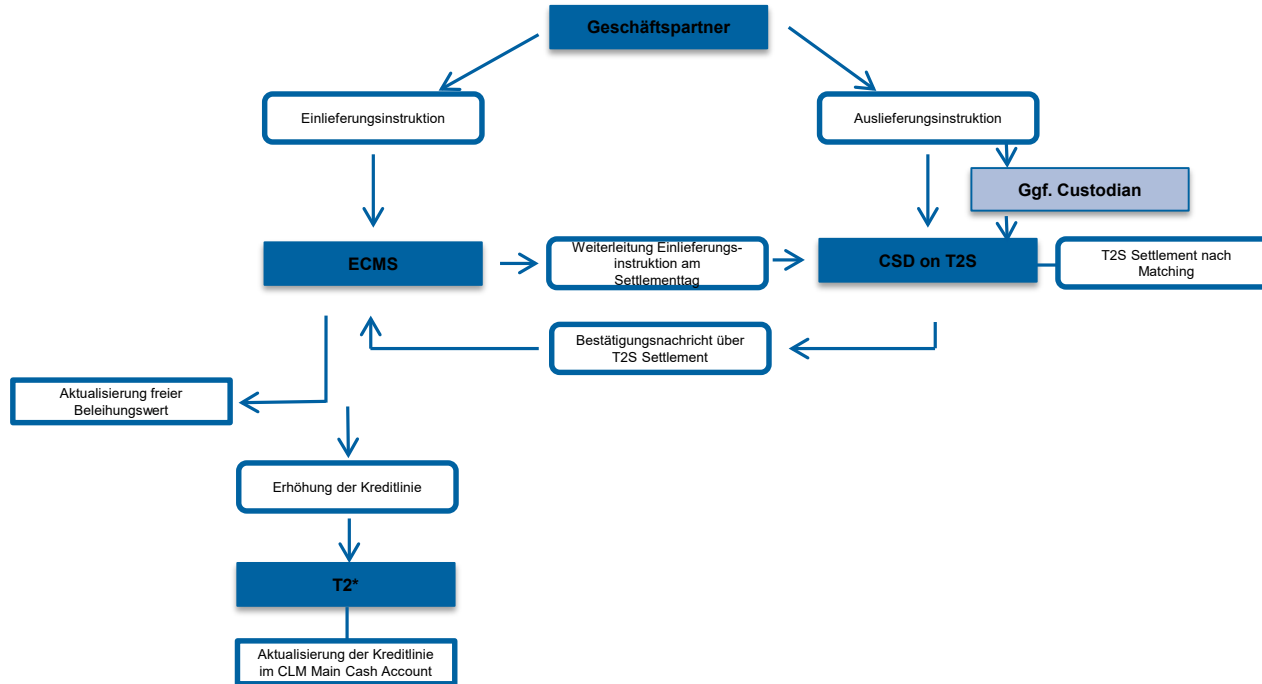 Geschäftspartner
Einlieferungsinstruktion
Auslieferungsinstruktion
Ggf. Custodian
ECMS
Weiterleitung Einlieferungs-
instruktion am
Settlementtag
CSD on T2S
T2S Settlement nach
Matching
Bestätigungsnachricht über
T2S Settlement
Aktualisierung freier
Beleihungswert
Erhöhung der Kreditlinie
T2*
Aktualisierung der Kreditlinie
im CLM Main Cash Account